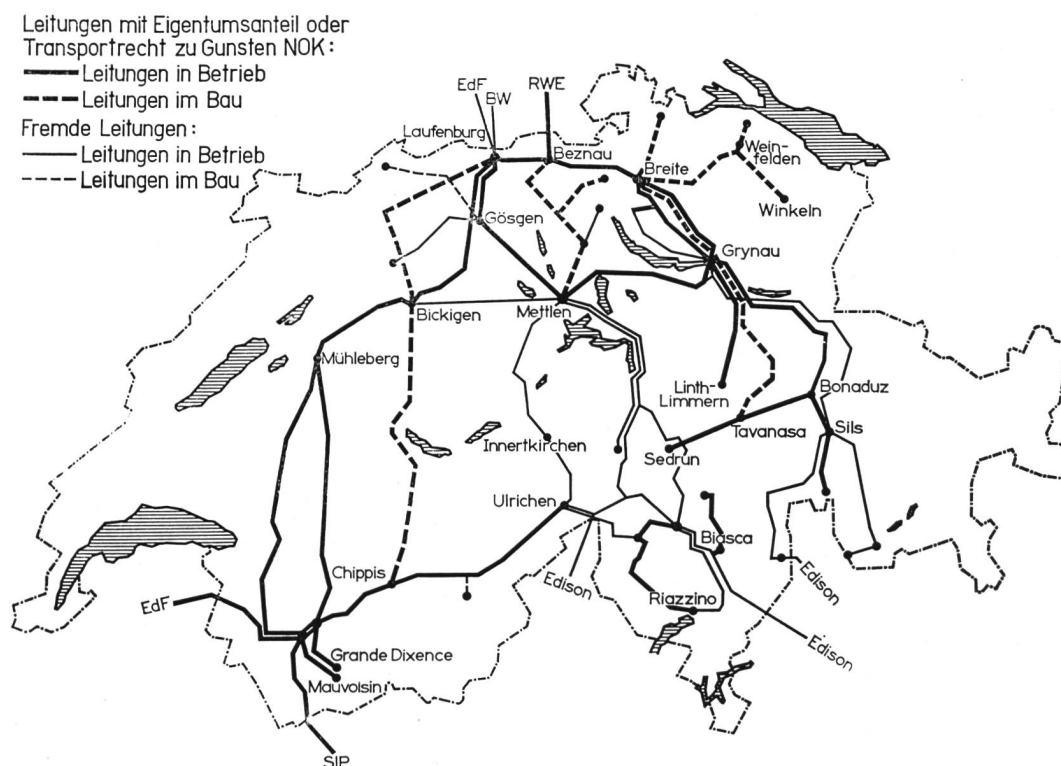 Leitungen mit Eigentumsanteil oder
Transportrecht zu Gunsten NOK:
Leitungen in Betrieb
Leitungen im Bau
Fremde Leitungen:
Leitungen in Betrieb
Leitungen im Bau
EdF
BW
RWE
Laufenburg
Beznau
Breite
Wein-
felden
Winkeln
Gösgen
Grynau
Bickigen
Mettlen
Mühleberg
Linth-
Limmern
Bonaduz
Tavanasa
Sils
Innertkirchen
Sedrun
Ulrichen
Biasca
Chippis
Edison
Edison
EdF
Riazzino
Edison
Grande Dixence
Mauvoisin
SIP